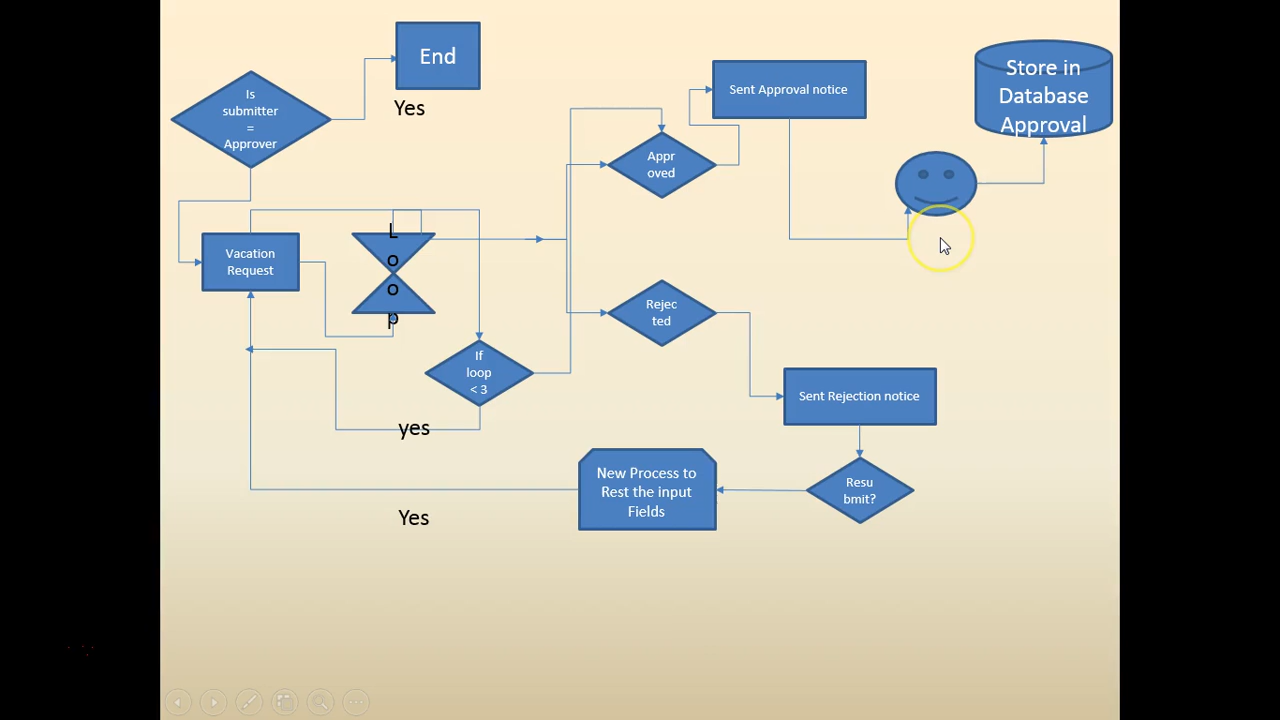 End
Yes
Is
submitter
=
Approver
Sent Approval notice
Store in
Database
Approval
Appr
oved
Vacation
Request
L
o
o
p
Rejec
ted
If
loop
< 3
yes
Sent Rejection notice
New Process to
Rest the input
Fields
Resu
bmit?
Yes